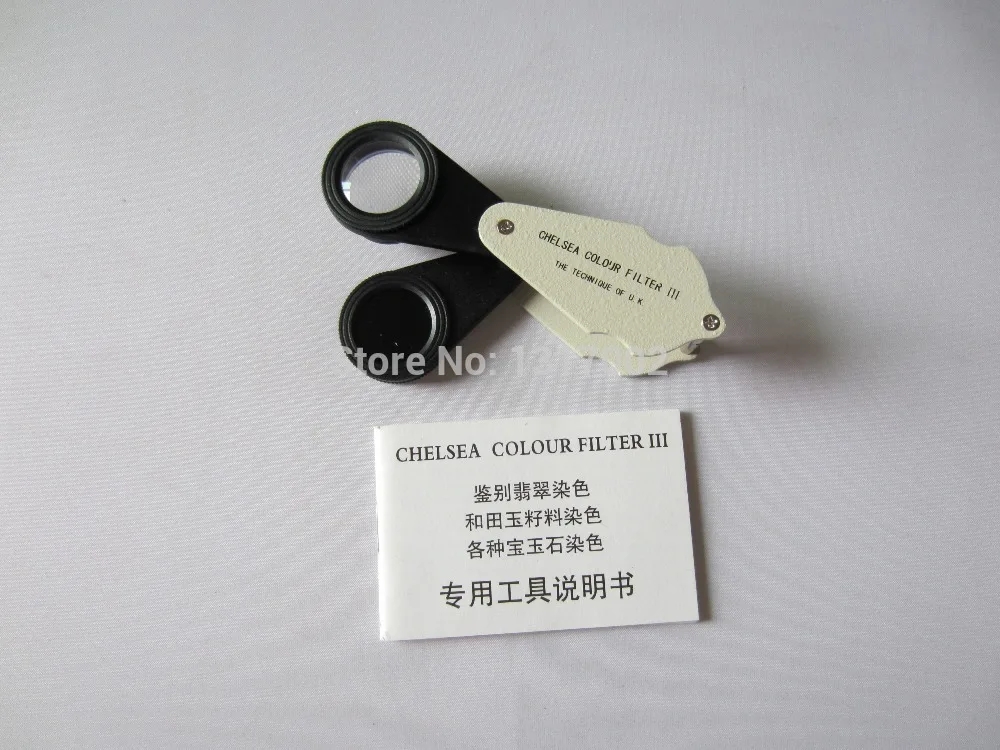 CHELSEA COLOUR FILTER III
THE TECHNIQUE OF U K
Store No:
CHELSEA COLOUR FILTER III
鉴别翡翠染色
和田玉籽料染色
各种宝玉石染色
专用工具说明书